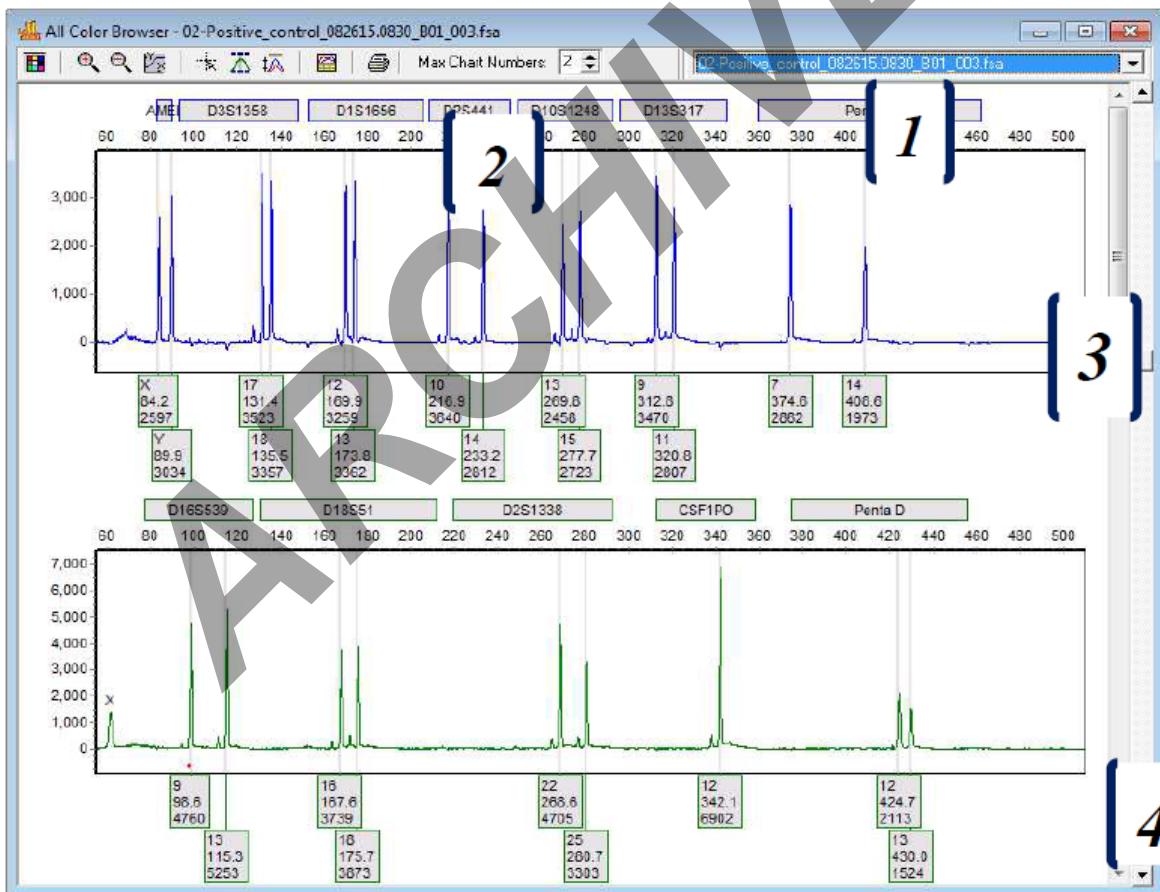 All Color Browser - 02-Positive_control_082615.0830_B01_003.fsa
Max Chart Numbers: 2
02-Positive_control_082615.0830_B01_003.fsa
D3S1358 D1S1656 D2S441 D10S1248 D13S317
60 80 100 120 140 160 180 200 260 280 300 320 340 360 380 400 460 480 500
1
2
3,000
2,000
1,000
0
3
X 17 12 10 13 9 7 14
84.2 131.4 169.9 216.9 269.8 312.8 374.6 408.6
2597 3523 3259 3640 2456 3470 2862 1973
Y 18 13 14 15 11
89.9 135.5 173.8 233.2 277.7 320.8
3034 3357 3362 2812 2723 2807
D16S539 D18S51 D2S1338 CSF1PO Penta D
60 80 100 120 140 160 180 200 220 240 260 280 300 320 340 360 380 400 420 440 460 480 500
7,000
6,000
5,000
4,000
3,000
2,000
1,000
0
X
9 16 22 12 12
98.6 167.6 268.6 342.1 424.7
4760 3739 4705 6902 2113
13 18 25 13
115.3 175.7 280.7 430.0
5253 3873 3303 1524
4
ARCHIVE